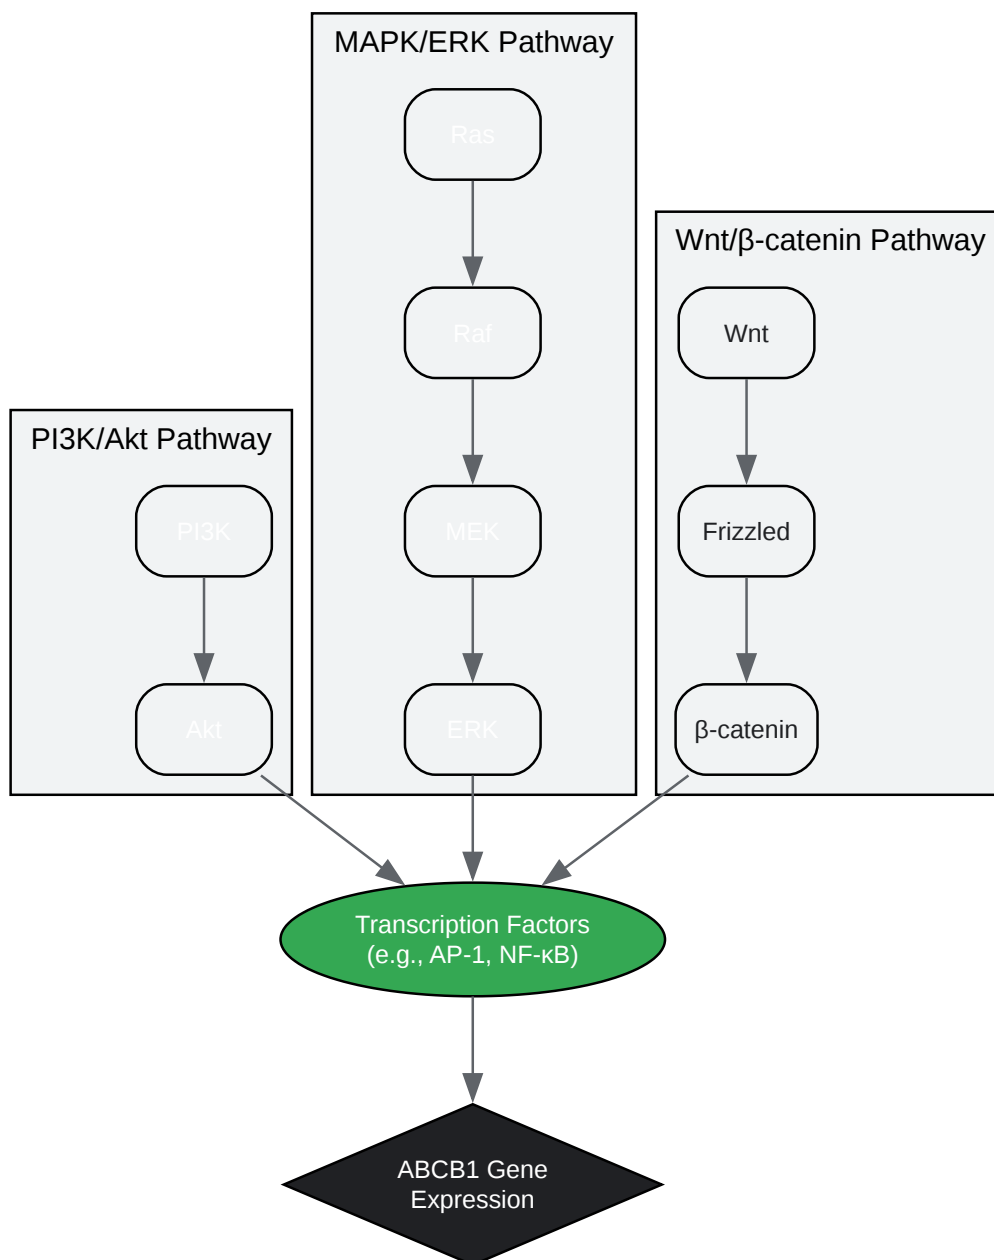 MAPK/ERK Pathway
Ras
Raf
MEK
ERK
Wnt/β-catenin Pathway
Wnt
Frizzled
β-catenin
PI3K/Akt Pathway
PI3K
Akt
Transcription Factors
(e.g., AP-1, NF-κB)
ABCB1 Gene
Expression